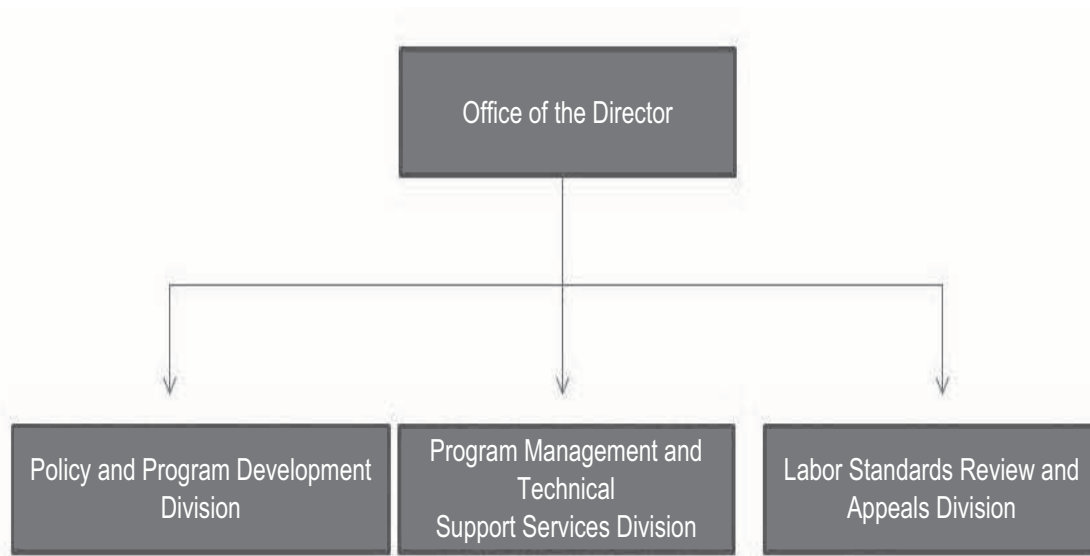 Office of the Director
Policy and Program Development
Division
Program Management and
Technical
Support Services Division
Labor Standards Review and
Appeals Division